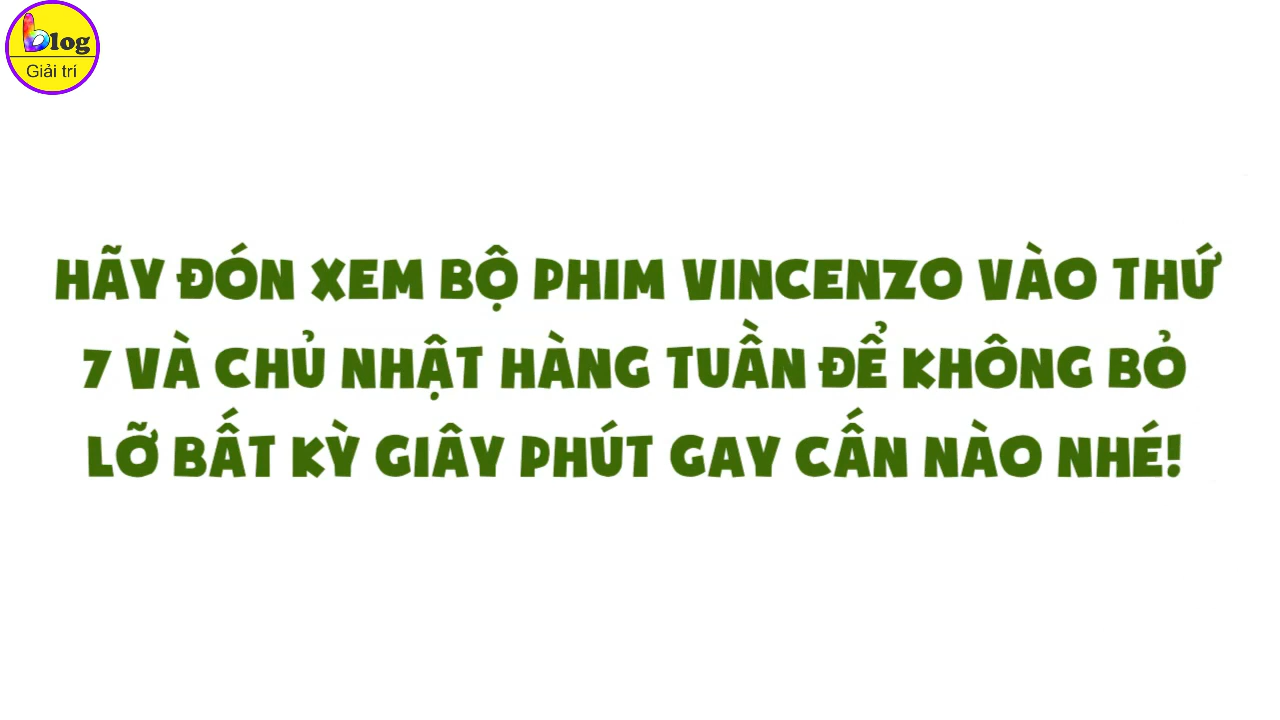 blog
Giải trí
HÃY ĐÓN XEM BỘ PHIM VINCENZO VÀO THỨ
7 VÀ CHỦ NHẬT HÀNG TUẦN ĐỂ KHÔNG BỎ
LỠ BẤT KỲ GIÂY PHÚT GAY CẤN NÀO NHÉ!